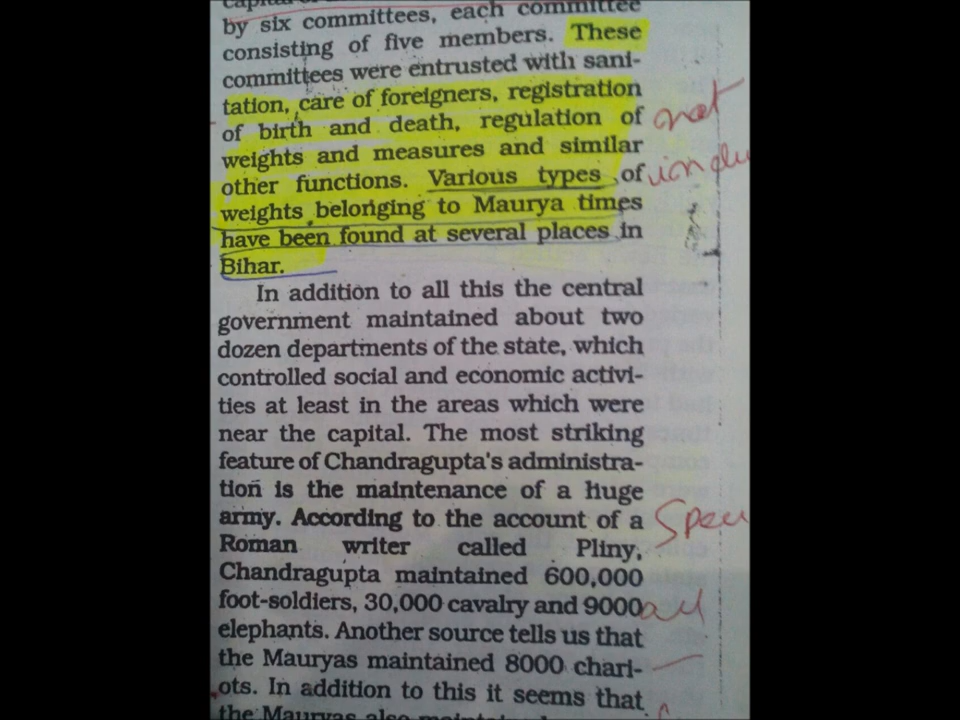 by six committees, each committee
consisting of five members. These
committees were entrusted with sani-
tation, care of foreigners, registration
of birth and death, regulation of
weights and measures and similar
other functions. Various types of
weights belonging to Maurya times
have been found at several places in
Bihar.
In addition to all this the central
government maintained about two
dozen departments of the state, which
controlled social and economic activi-
ties at least in the areas which were
near the capital. The most striking
feature of Chandragupta's administra-
tion is the maintenance of a huge
army. According to the account of a
Roman writer called Pliny,
Chandragupta maintained 600,000
foot-soldiers, 30,000 cavalry and 9000
elephants. Another source tells us that
the Mauryas maintained 8000 chari-
ots. In addition to this it seems that
the Mauryas also maintained
not